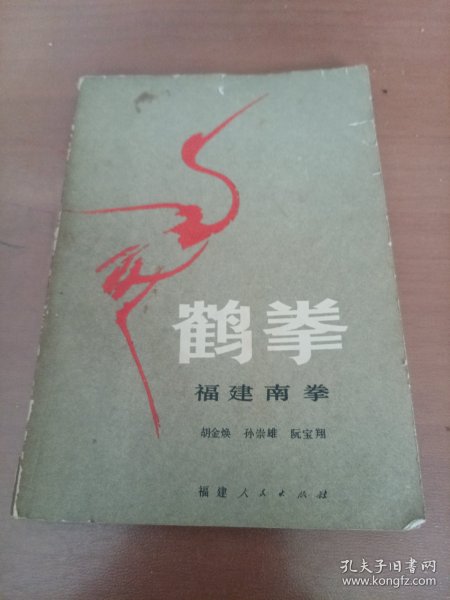 鹤拳
福建南拳
胡金焕 孙崇雄 阮宝翔
福建人民出版社
孔夫子旧书网
www.kongfz.com